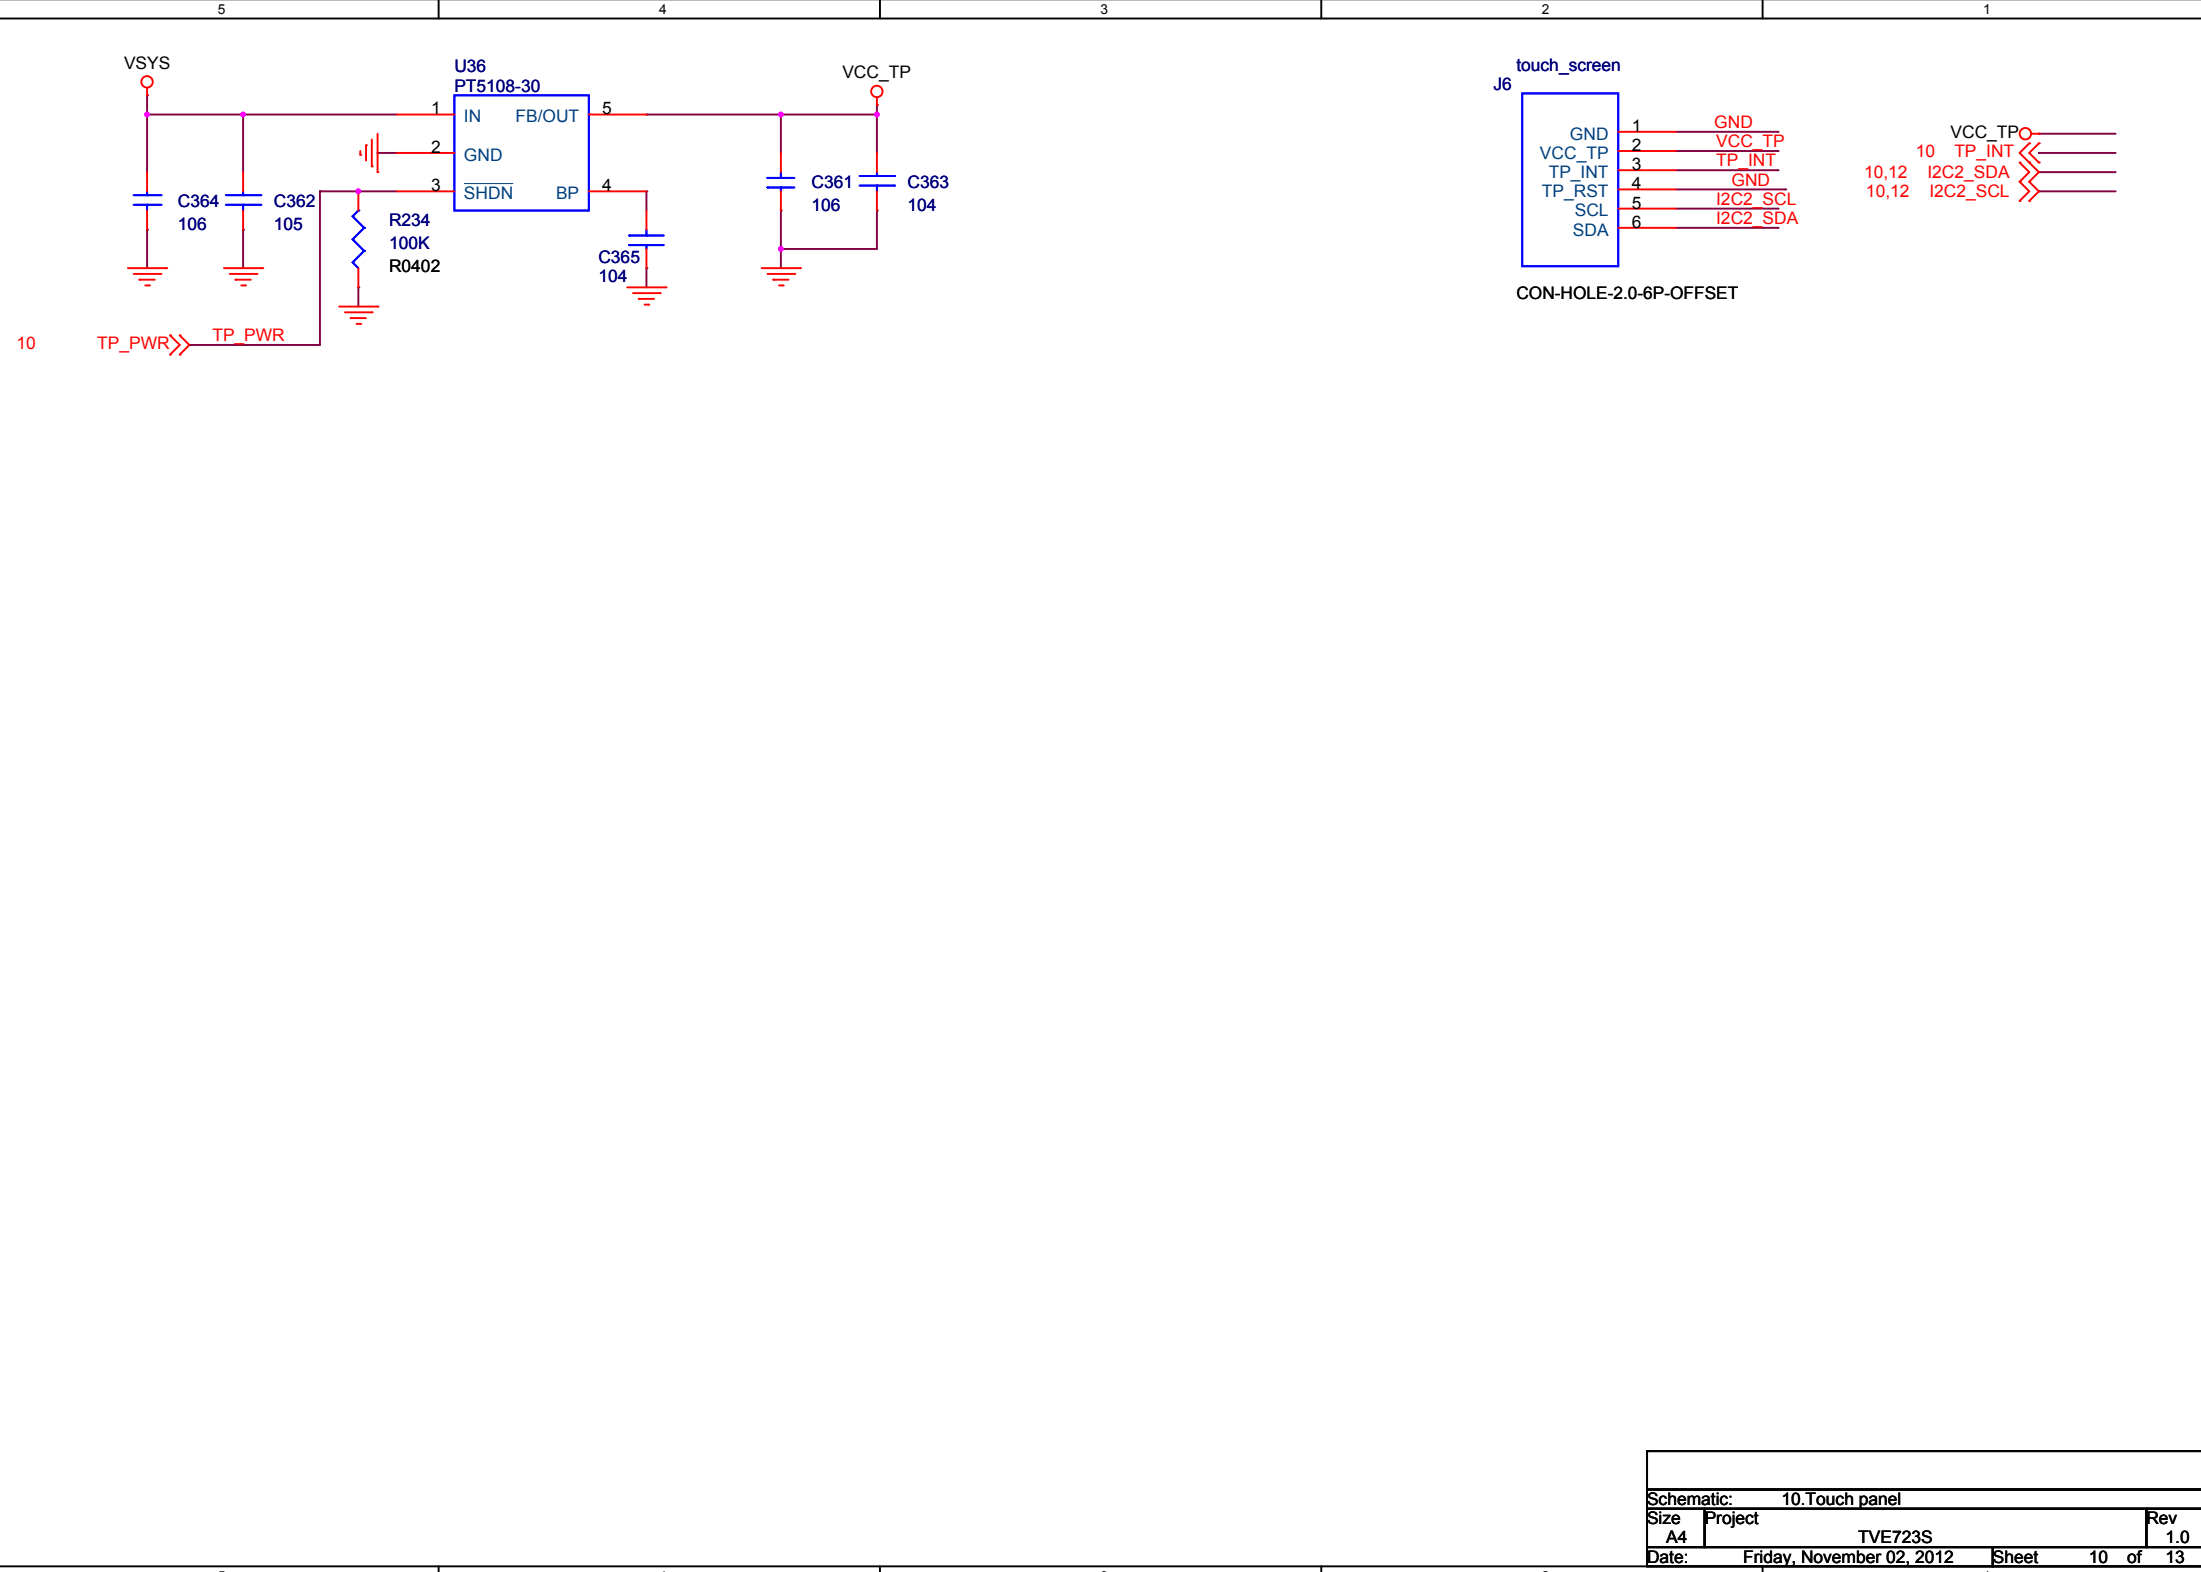 5 4 3 2 1
VSYS
U36
PT5108-30
VCC_TP
1 IN FB/OUT 5
2 GND
3 SHDN BP 4
C364
106
C362
105
R234
100K
R0402
C365
104
C361
106
C363
104
10 TP_PWR TP_PWR
touch_screen
J6
GND 1 GND
VCC_TP 2 VCC_TP
TP_INT 3 TP_INT
TP_RST 4 GND
SCL 5 I2C2_SCL
SDA 6 I2C2_SDA
CON-HOLE-2.0-6P-OFFSET
VCC_TP
10 TP_INT
10,12 I2C2_SDA
10,12 I2C2_SCL
Schematic: 10.Touch panel
Size Project Rev
A4 TVE723S 1.0
Date: Friday, November 02, 2012 Sheet 10 of 13